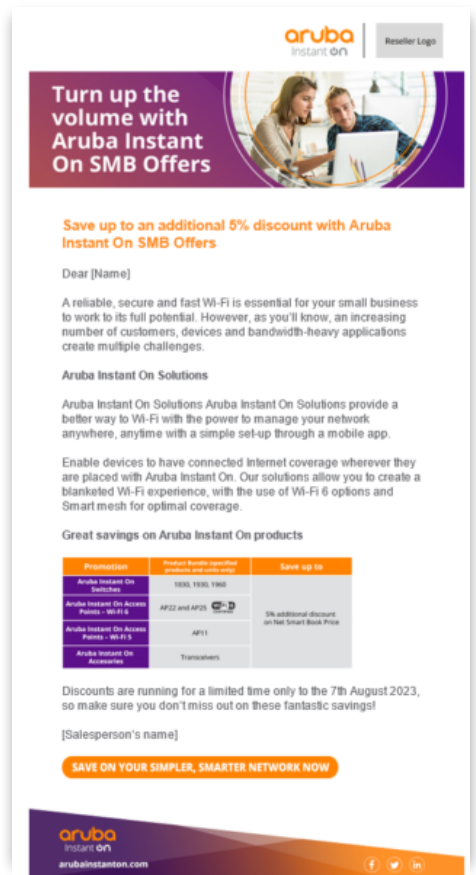 aruba
Instant On
Reseller Logo
Turn up the
volume with
Aruba Instant
On SMB Offers
Save up to an additional 5% discount with Aruba
Instant On SMB Offers
Dear [Name]
A reliable, secure and fast Wi-Fi is essential for your small business
to work to its full potential. However, as you'll know, an increasing
number of customers, devices and bandwidth-heavy applications
create multiple challenges.
Aruba Instant On Solutions
Aruba Instant On Solutions Aruba Instant On Solutions provide a
better way to Wi-Fi with the power to manage your network
anywhere, anytime with a simple set-up through a mobile app.
Enable devices to have connected Internet coverage wherever they
are placed with Aruba Instant On. Our solutions allow you to create a
blanketed Wi-Fi experience, with the use of Wi-Fi 6 options and
Smart mesh for optimal coverage.
Great savings on Aruba Instant On products
Promotion
Product Bundle (specified
products and units only)
Save up to
Aruba Instant On
Switches
1830, 1930, 1960
Aruba Instant On Access
Points – Wi-Fi 6
AP22 and AP25
Aruba Instant On Access
Points – Wi-Fi 5
AP11
Aruba Instant On
Accesories
Transceivers
5% additional discount
on Net Smart Book Price
Discounts are running for a limited time only to the 7th August 2023,
so make sure you don't miss out on these fantastic savings!
[Salesperson's name]
SAVE ON YOUR SIMPLER, SMARTER NETWORK NOW
aruba
Instant On
arubainstanton.com